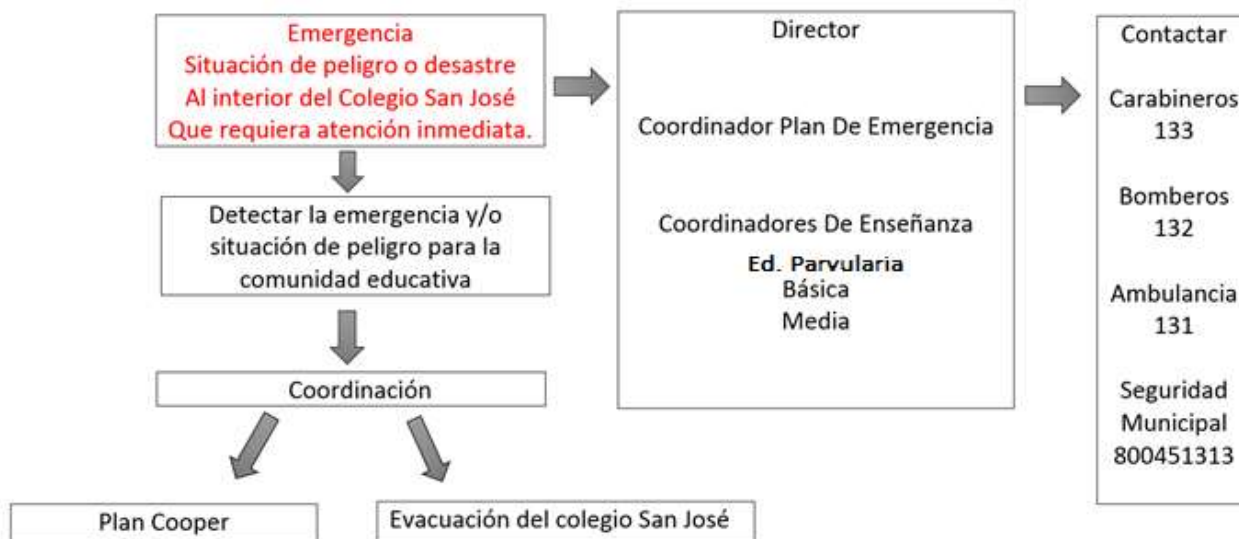 Emergencia
Situación de peligro o desastre
Al interior del Colegio San José
Que requiera atención inmediata.
Detectar la emergencia y/o
situación de peligro para la
comunidad educativa
Coordinación
Plan Cooper
Evacuación del colegio San José
Director
Coordinador Plan De Emergencia
Coordinadores De Enseñanza
Ed. Parvularia
Básica
Media
Contactar
Carabineros
133
Bomberos
132
Ambulancia
131
Seguridad
Municipal
800451313